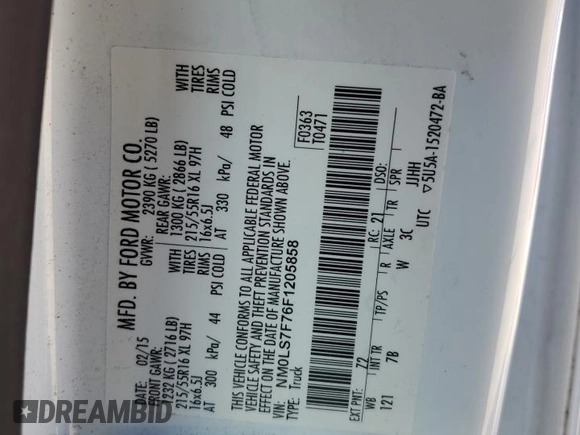 MFD. BY FORD MOTOR CO.
DATE: 02/15 GVWR: 2390 KG ( 5270 LB)
FRONT GAWR: REAR GAWR:
1232 KG ( 2716 LB) 1300 KG ( 2866 LB) WITH
215/55R16 XL 97H 215/55R16 XL 97H TIRES
16x6.5J 16x6.5J RIMS
AT 300 kPa/ 44 PSI COLD AT 330 kPa/ 48 PSI COLD
WITH
TIRES
RIMS
THIS VEHICLE CONFORMS TO ALL APPLICABLE FEDERAL MOTOR
VEHICLE SAFETY AND THEFT PREVENTION STANDARDS IN
EFFECT ON THE DATE OF MANUFACTURE SHOWN ABOVE.
VIN: NM0LS7F76F1205858
TYPE: Truck
F0363
T0471
EXT PNT: Z2 RC: 21 DSO:
WB INT TR TP/PS R AXLE TR SPR
121 7B W 3C JJHH
UTC ▽5U5A-1520472-BA
DREAMBID